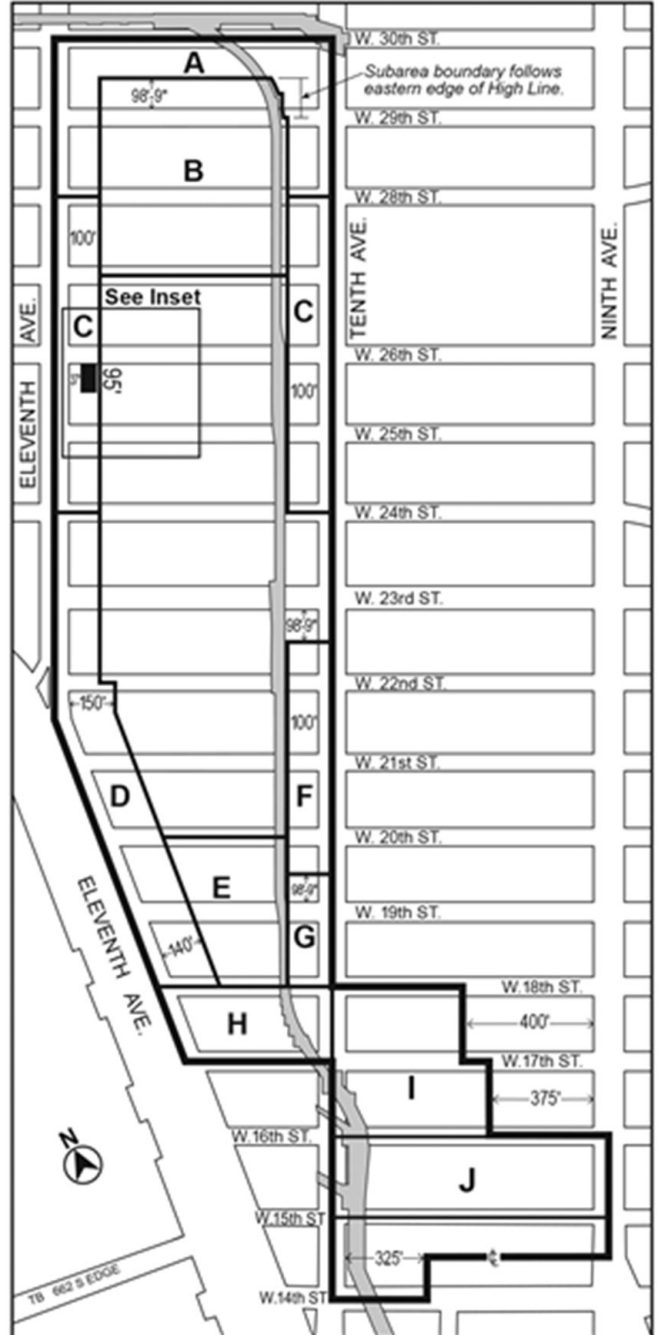 W. 30th ST.
A
Subarea boundary follows
eastern edge of High Line.
98'-9"
W. 29th ST.
B
W. 28th ST.
100'
TENTH AVE.
NINTH AVE.
ELEVENTH AVE.
See Inset
C
C
W. 26th ST.
95'
100'
W. 25th ST.
W. 24th ST.
W. 23rd ST.
98'-9"
W. 22nd ST.
150'
100'
W. 21st ST.
D
F
W. 20th ST.
E
98'-9"
ELEVENTH AVE.
W. 19th ST.
140'
G
W.18th ST.
H
400'
W.17th ST.
I
375'
N
W.16th ST.
J
W.15th ST
325'
TB 662 S EDGE
W.14th ST